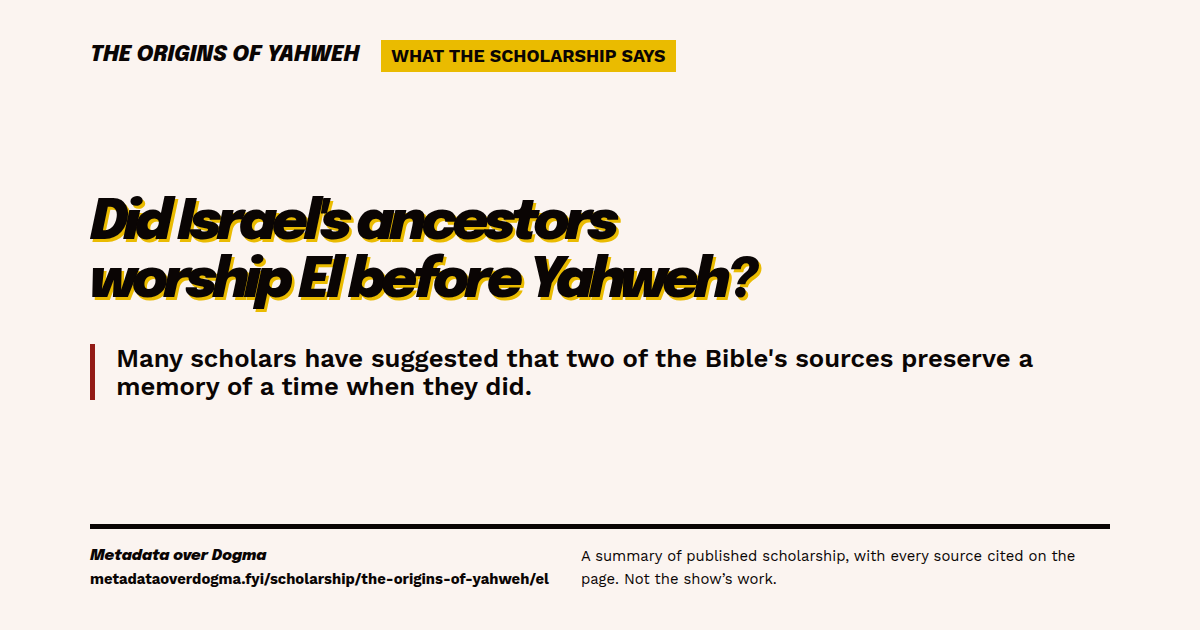 THE ORIGINS OF YAHWEH
WHAT THE SCHOLARSHIP SAYS
Did Israel's ancestors
worship El before Yahweh?
Many scholars have suggested that two of the Bible's sources preserve a
memory of a time when they did.
Metadata over Dogma
metadataoverdogma.fyi/scholarship/the-origins-of-yahweh/el
A summary of published scholarship, with every source cited on the
page. Not the show’s work.